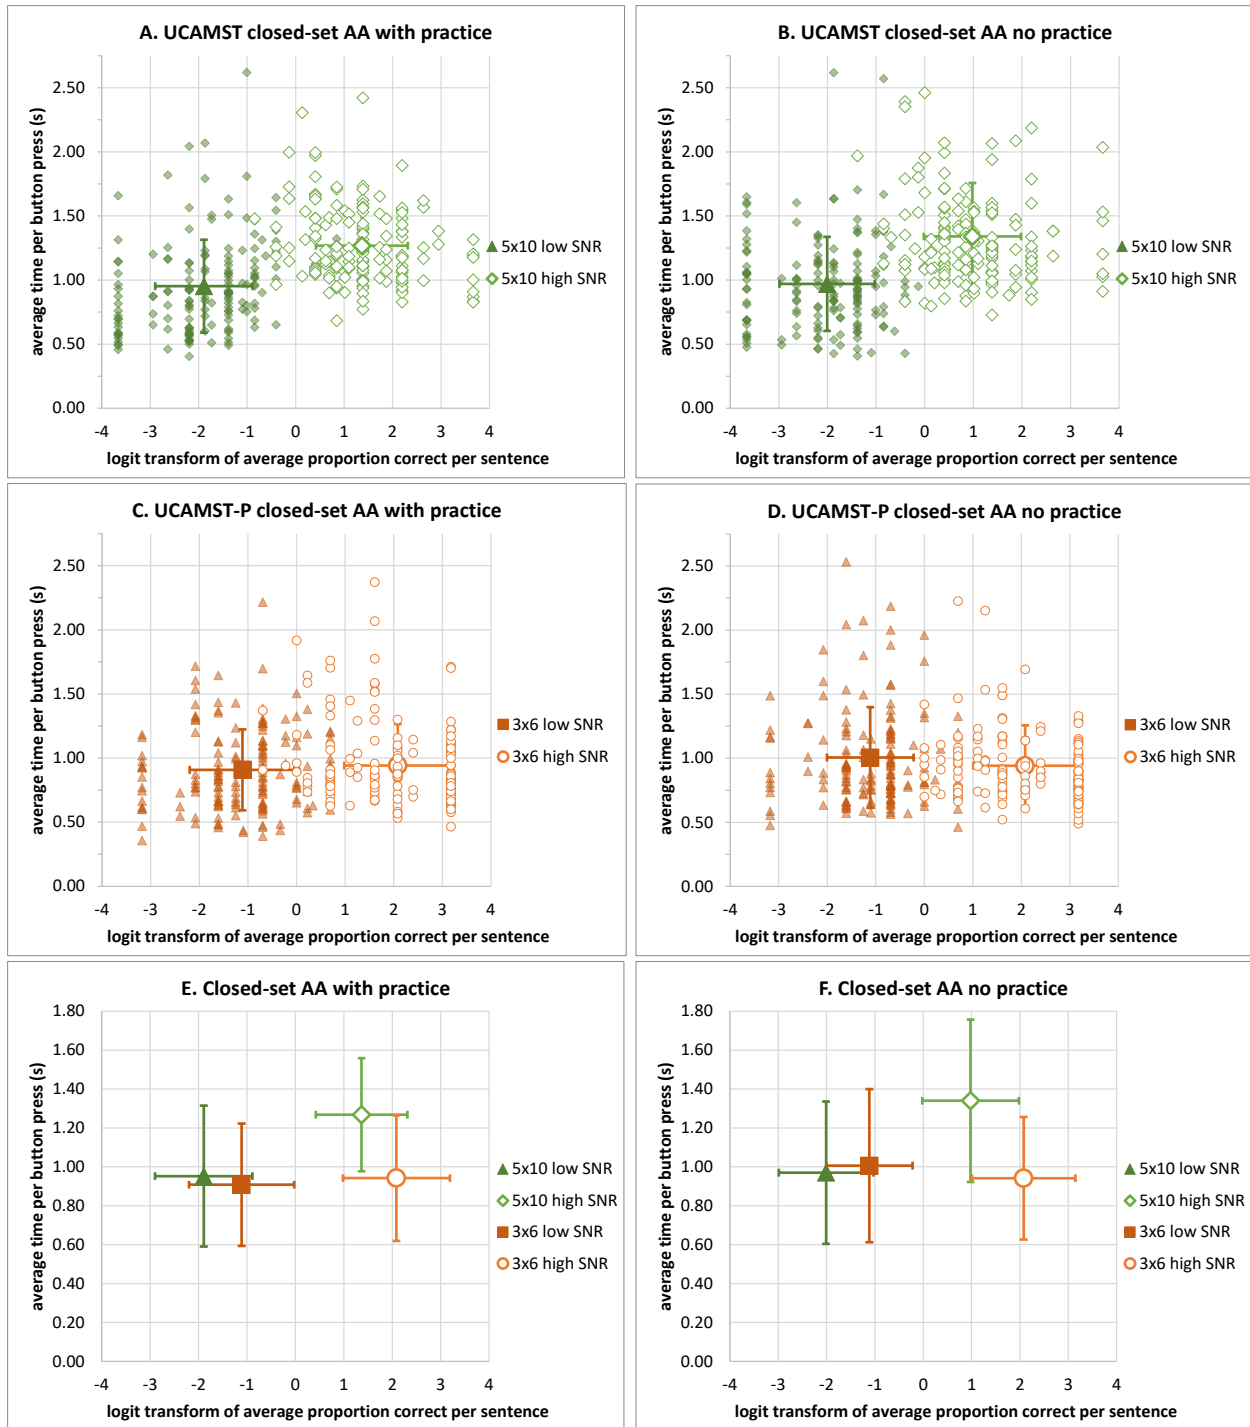 A. UCAMST closed-set AA with practice
average time per button press (s)
2.50
2.00
1.50
1.00
0.50
0.00
-4 -3 -2 -1 0 1 2 3 4
logit transform of average proportion correct per sentence
5x10 low SNR
5x10 high SNR
B. UCAMST closed-set AA no practice
average time per button press (s)
2.50
2.00
1.50
1.00
0.50
0.00
-4 -3 -2 -1 0 1 2 3 4
logit transform of average proportion correct per sentence
5x10 low SNR
5x10 high SNR
C. UCAMST-P closed-set AA with practice
average time per button press (s)
2.50
2.00
1.50
1.00
0.50
0.00
-4 -3 -2 -1 0 1 2 3 4
logit transform of average proportion correct per sentence
3x6 low SNR
3x6 high SNR
D. UCAMST-P closed-set AA no practice
average time per button press (s)
2.50
2.00
1.50
1.00
0.50
0.00
-4 -3 -2 -1 0 1 2 3 4
logit transform of average proportion correct per sentence
3x6 low SNR
3x6 high SNR
E. Closed-set AA with practice
average time per button press (s)
1.80
1.60
1.40
1.20
1.00
0.80
0.60
0.40
0.20
0.00
-4 -3 -2 -1 0 1 2 3 4
logit transform of average proportion correct per sentence
5x10 low SNR
5x10 high SNR
3x6 low SNR
3x6 high SNR
F. Closed-set AA no practice
average time per button press (s)
1.80
1.60
1.40
1.20
1.00
0.80
0.60
0.40
0.20
0.00
-4 -3 -2 -1 0 1 2 3 4
logit transform of average proportion correct per sentence
5x10 low SNR
5x10 high SNR
3x6 low SNR
3x6 high SNR